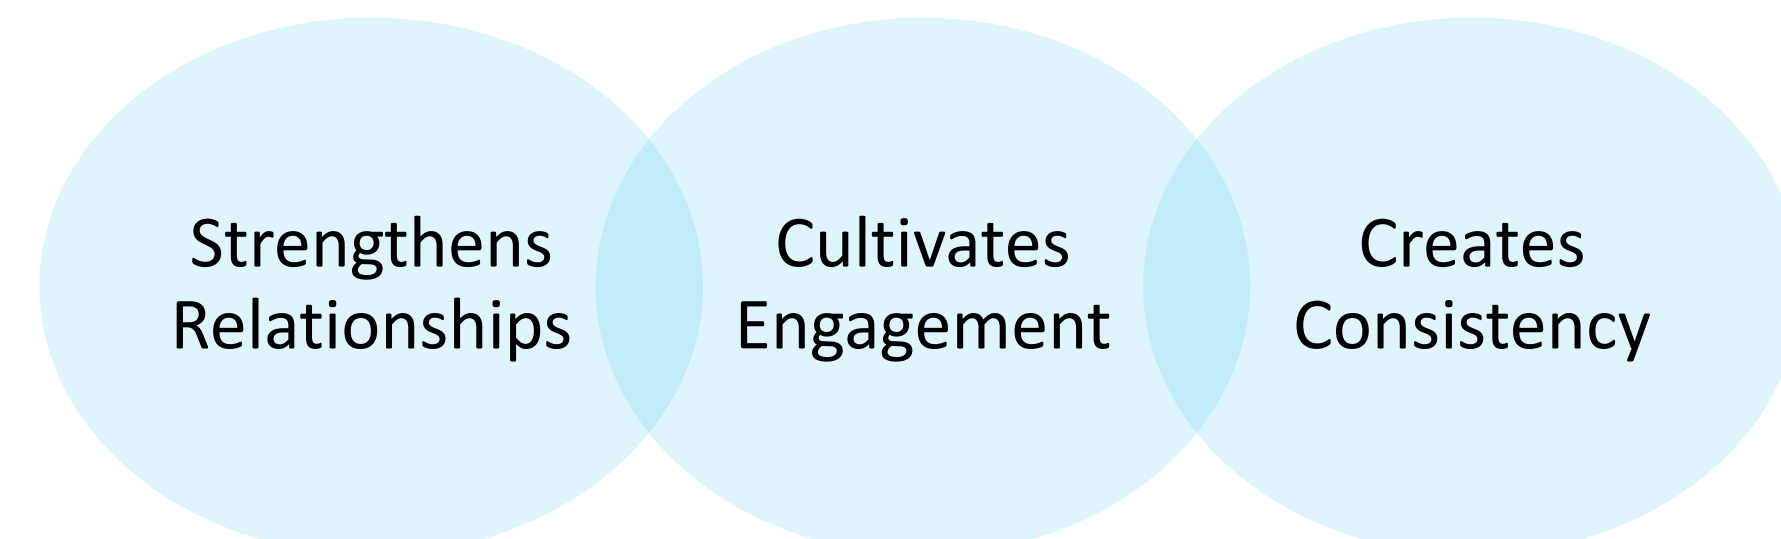 Strengthens
Relationships
Cultivates
Engagement
Creates
Consistency